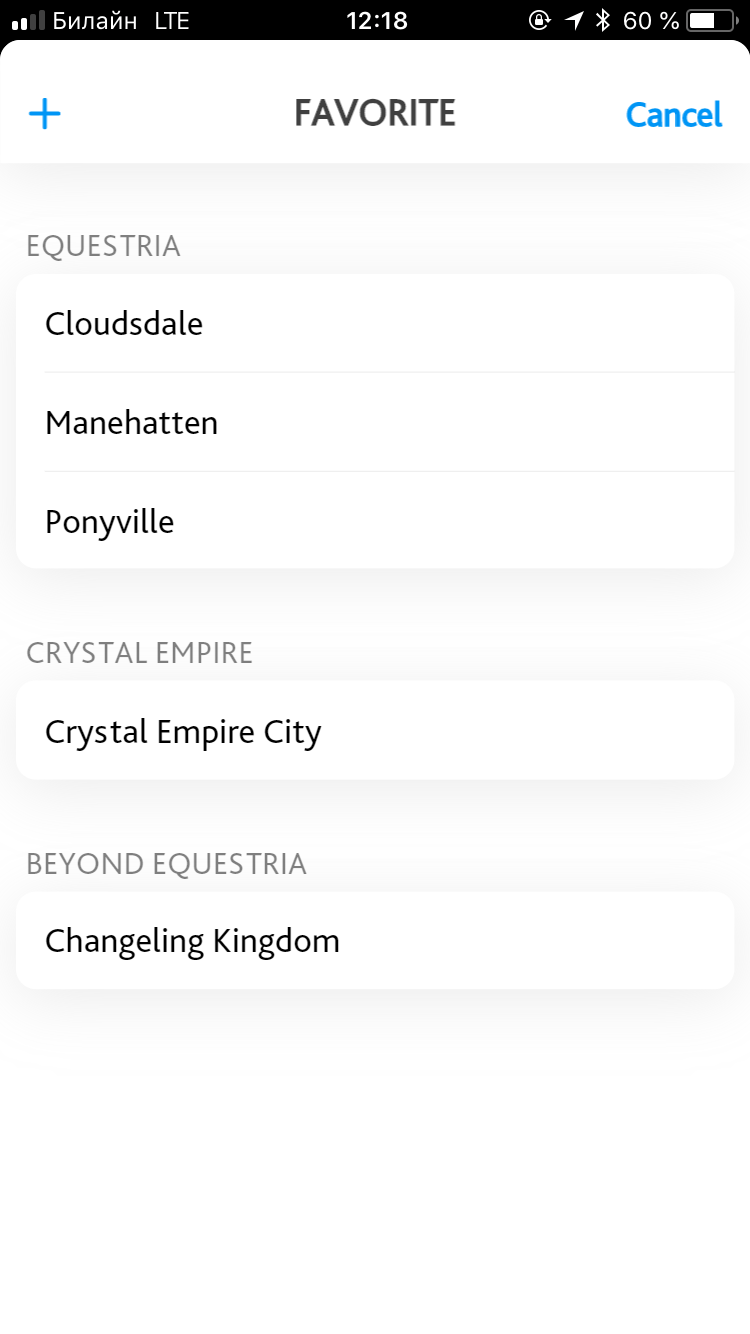 Билайн LTE 12:18 60 %
+ FAVORITE Cancel
EQUESTRIA
Cloudsdale
Manehatten
Ponyville
CRYSTAL EMPIRE
Crystal Empire City
BEYOND EQUESTRIA
Changeling Kingdom